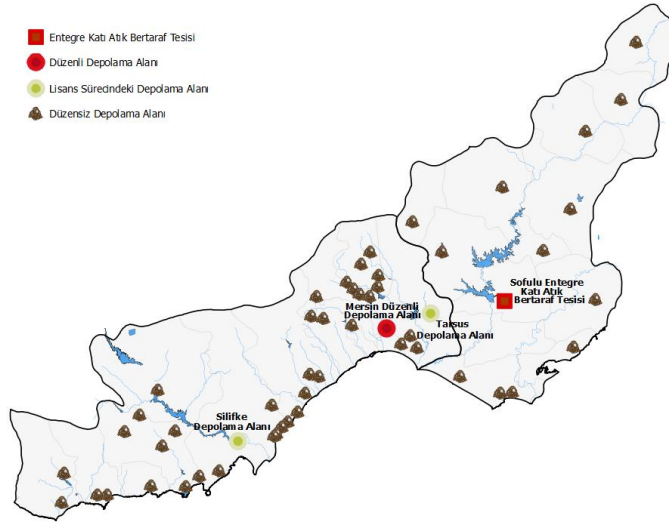 Entegre Katı Atık Bertaraf Tesisi
Düzenli Depolama Alanı
Lisans Sürecindeki Depolama Alanı
Düzensiz Depolama Alanı
Sofulu Entegre
Katı Atık
Bertaraf Tesisi
Mersin Düzenli
Depolama Alanı
Tarsus
Depolama Alanı
Silifke
Depolama Alanı